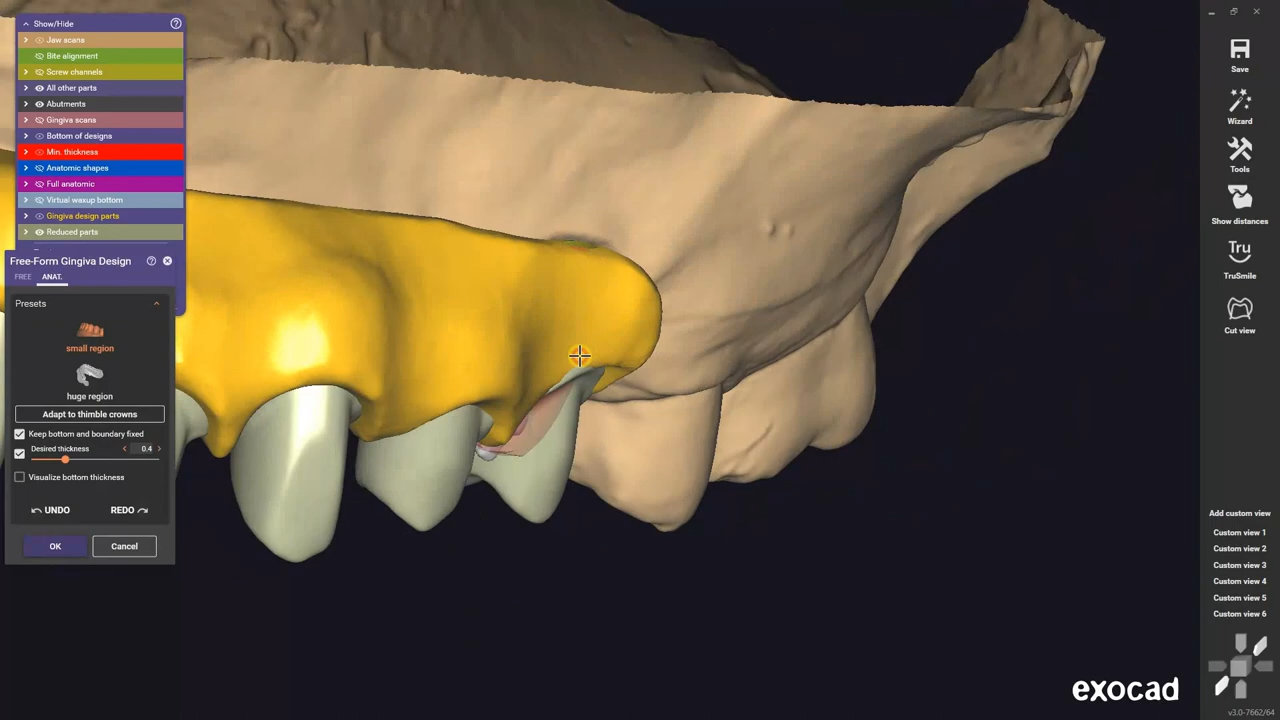 Show/Hide
Jaw scans
Bite alignment
Screw channels
All other parts
Abutments
Gingiva scans
Bottom of designs
Min. thickness
Anatomic shapes
Full anatomic
Virtual waxup bottom
Gingiva design parts
Reduced parts
Free-Form Gingiva Design
FREE ANAT.
Presets
small region
huge region
Adapt to thimble crowns
Keep bottom and boundary fixed
Desired thickness 0.4
Visualize bottom thickness
UNDO REDO
OK Cancel
Save
Wizard
Tools
Show distances
Tru
TruSmile
Cut view
Add custom view
Custom view 1
Custom view 2
Custom view 3
Custom view 4
Custom view 5
Custom view 6
exocad
v3.0-7662/64